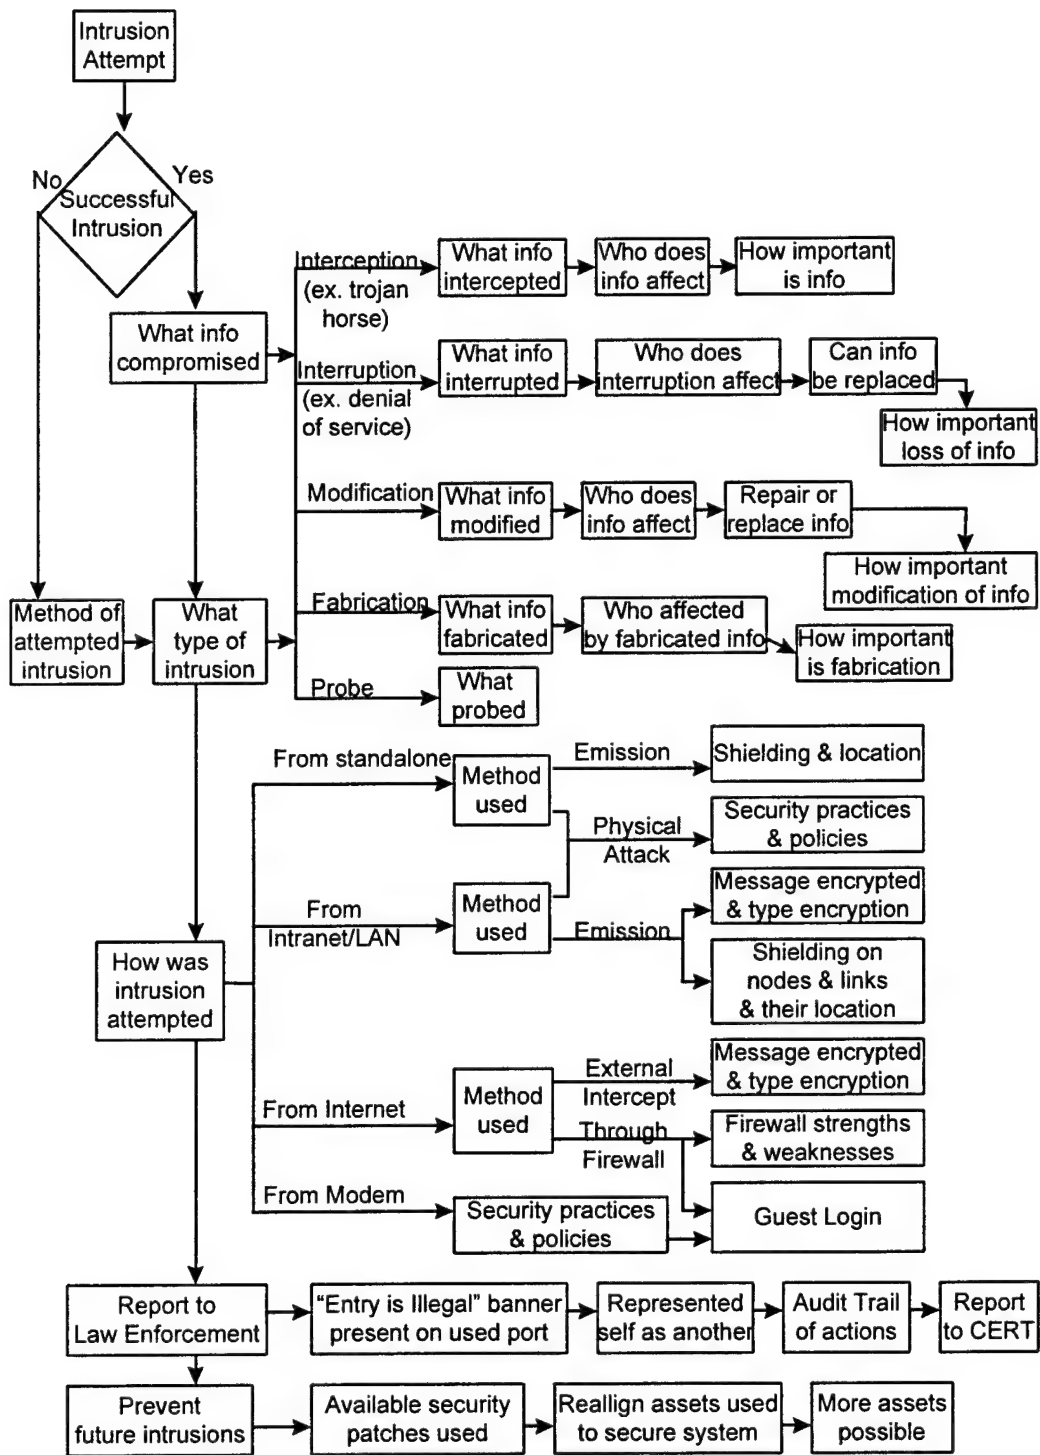 Intrusion
Attempt
No
Yes
Successful
Intrusion
What info
compromised
Interception
(ex. trojan
horse)
What info
intercepted
Who does
info affect
How important
is info
Interruption
(ex. denial
of service)
What info
interrupted
Who does
interruption affect
Can info
be replaced
How important
loss of info
Modification
What info
modified
Who does
info affect
Repair or
replace info
How important
modification of info
Method of
attempted
intrusion
What
type of
intrusion
Fabrication
What info
fabricated
Who affected
by fabricated info
How important
is fabrication
Probe
What
probed
From standalone
Method
used
Emission
Shielding & location
Physical
Attack
Security practices
& policies
From
Intranet/LAN
Method
used
Emission
Message encrypted
& type encryption
Shielding on
nodes & links
& their location
How was
intrusion
attempted
From Internet
Method
used
External
Intercept
Message encrypted
& type encryption
Through
Firewall
Firewall strengths
& weaknesses
From Modem
Security practices
& policies
Guest Login
Report to
Law Enforcement
“Entry is Illegal” banner
present on used port
Represented
self as another
Audit Trail
of actions
Report
to CERT
Prevent
future intrusions
Available security
patches used
Reallign assets used
to secure system
More assets
possible